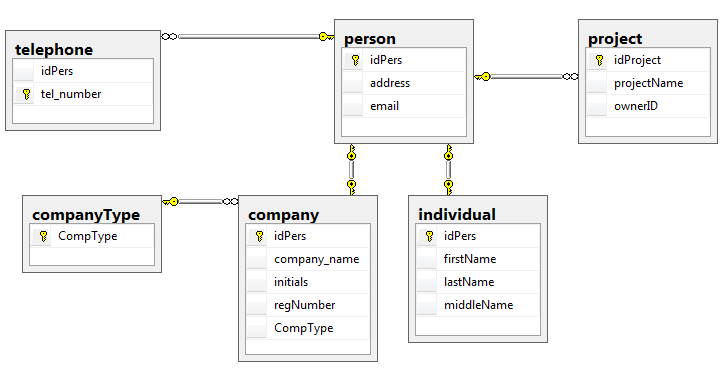 telephone
idPers
tel_number
person
idPers
address
email
project
idProject
projectName
ownerID
companyType
CompType
company
idPers
company_name
initials
regNumber
CompType
individual
idPers
firstName
lastName
middleName